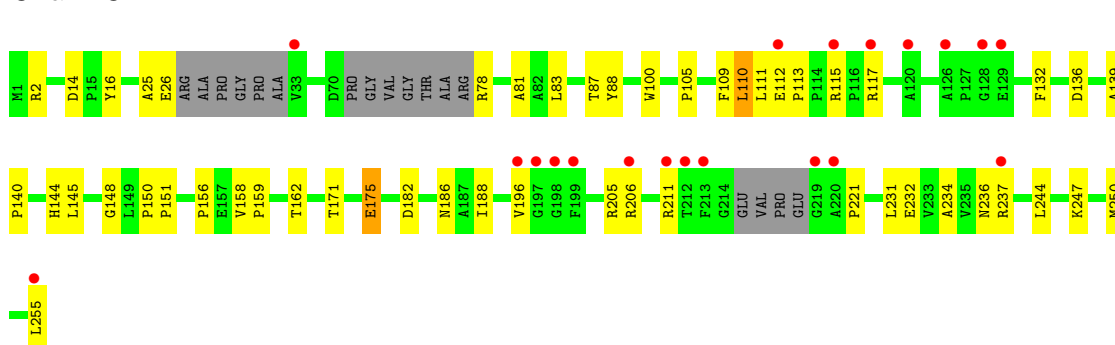 M1 R2 D14 P15 Y16 A25 E26 ARG ALA PRO GLY PRO ALA V33 D70 PRO GLY VAL GLY THR ALA ARG R78 A81 A82 L83 T87 Y88 W100 P105 F109 L110 L111 E112 P113 P114 R115 P116 R117 A120 A126 P127 G128 E129 F132 D136 A139
P140 H144 L145 G148 L149 P150 P151 P156 E157 V158 P159 T162 T171 E175 D182 N186 A187 I188 V196 G197 G198 F199 R205 R206 R211 T212 F213 G214 GLU VAL PRO GLU G219 A220 P221 L231 E232 V233 A234 V235 N236 R237 L244 K247 M250
L255